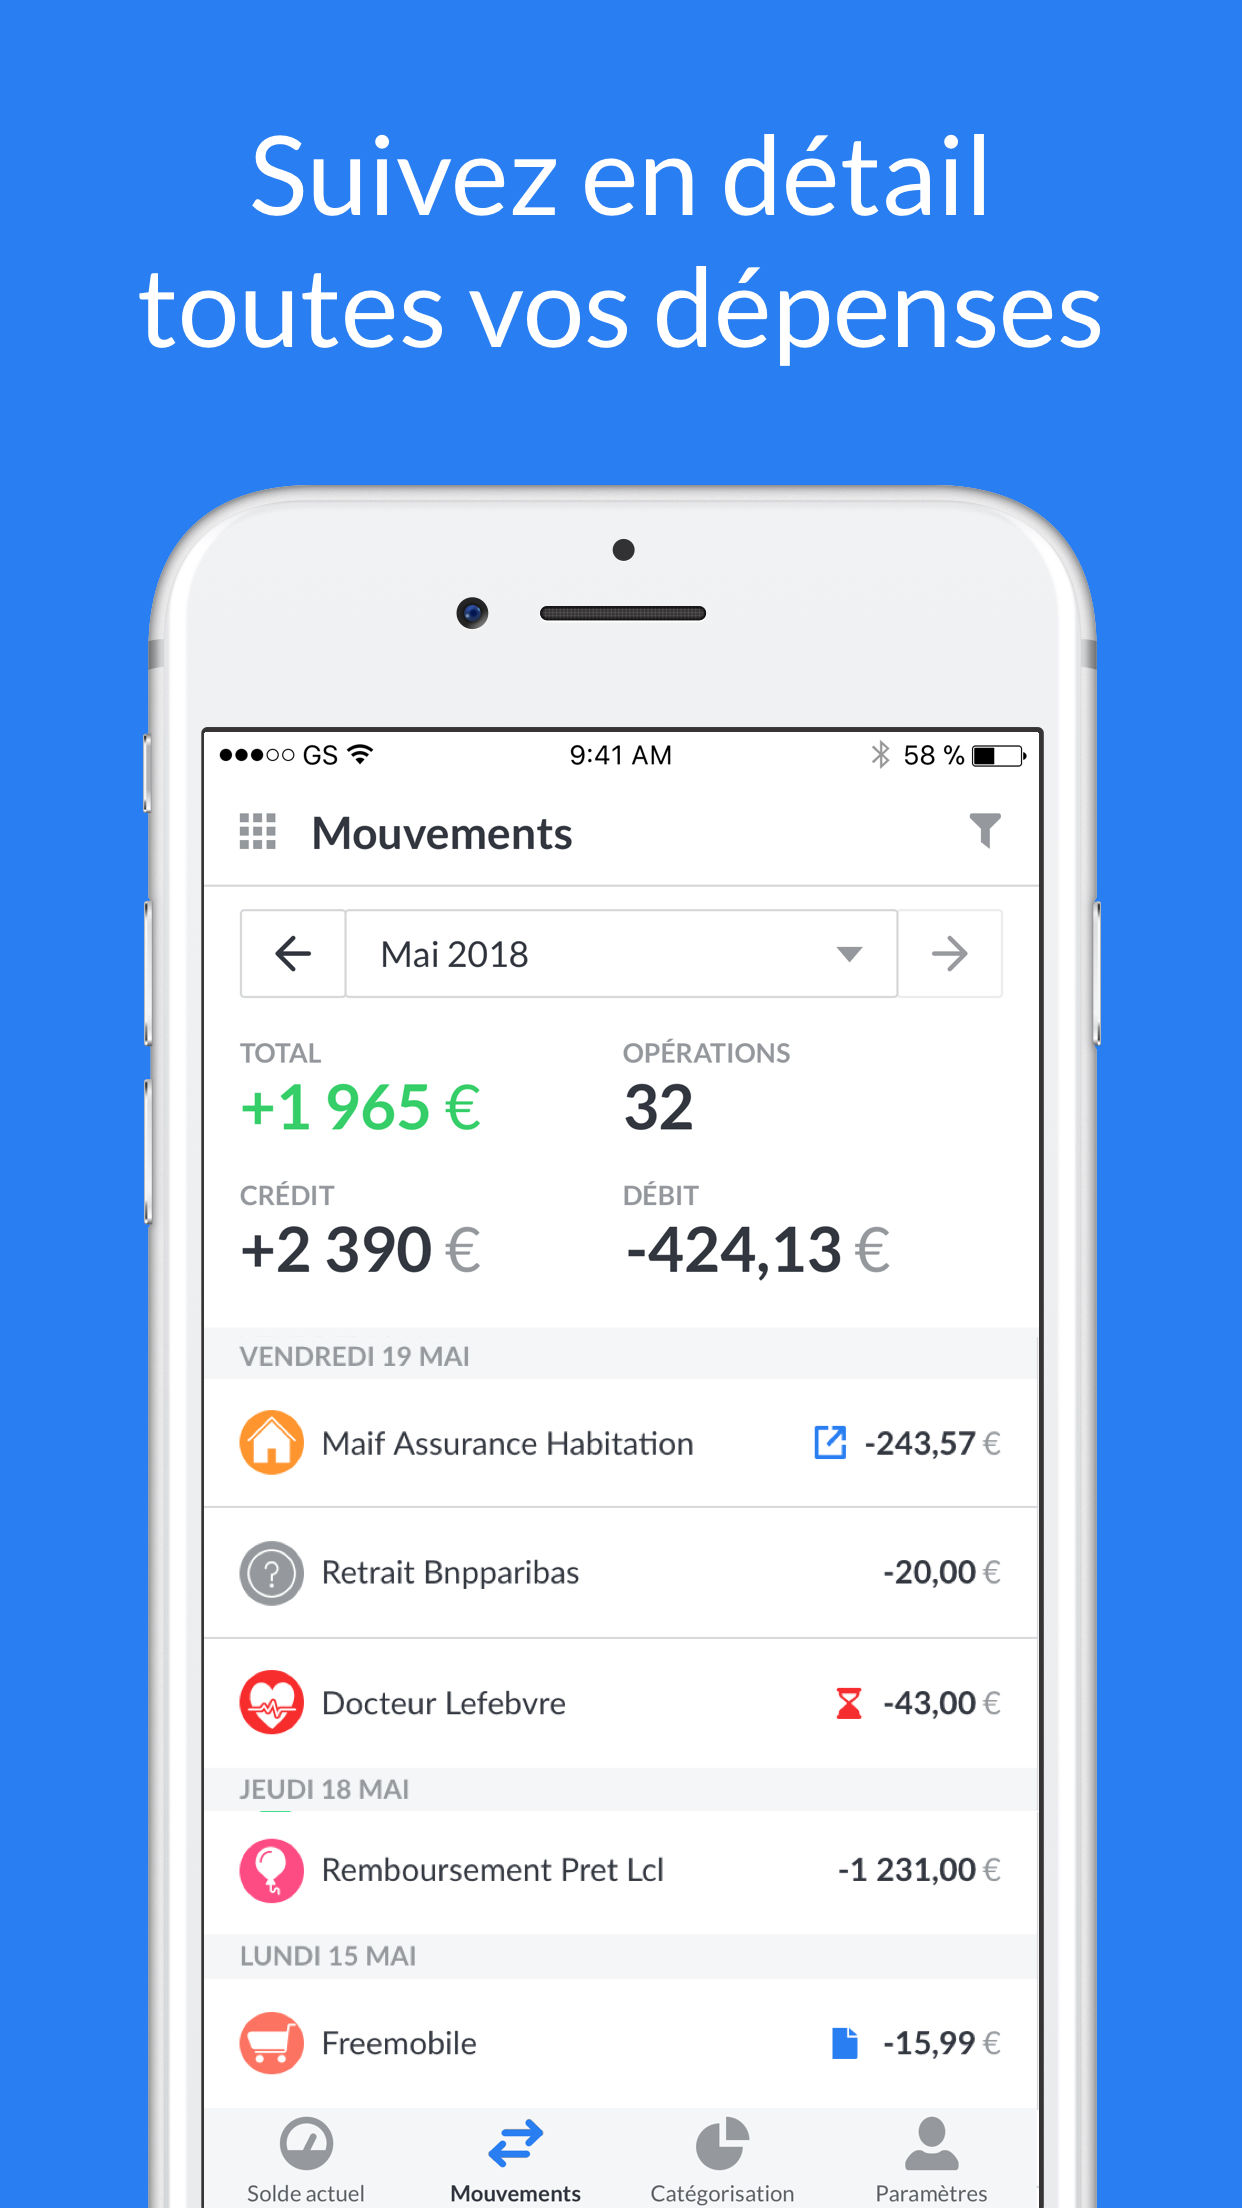 Suivez en détail
toutes vos dépenses
GS 9:41 AM 58 %
Mouvements
Mai 2018
TOTAL OPÉRATIONS
+1 965 € 32
CRÉDIT DÉBIT
+2 390 € -424,13 €
VENDREDI 19 MAI
Maif Assurance Habitation -243,57 €
? Retrait Bnpparibas -20,00 €
Docteur Lefebvre -43,00 €
JEUDI 18 MAI
Remboursement Pret Lcl -1 231,00 €
LUNDI 15 MAI
Freemobile -15,99 €
Solde actuel Mouvements Catégorisation Paramètres